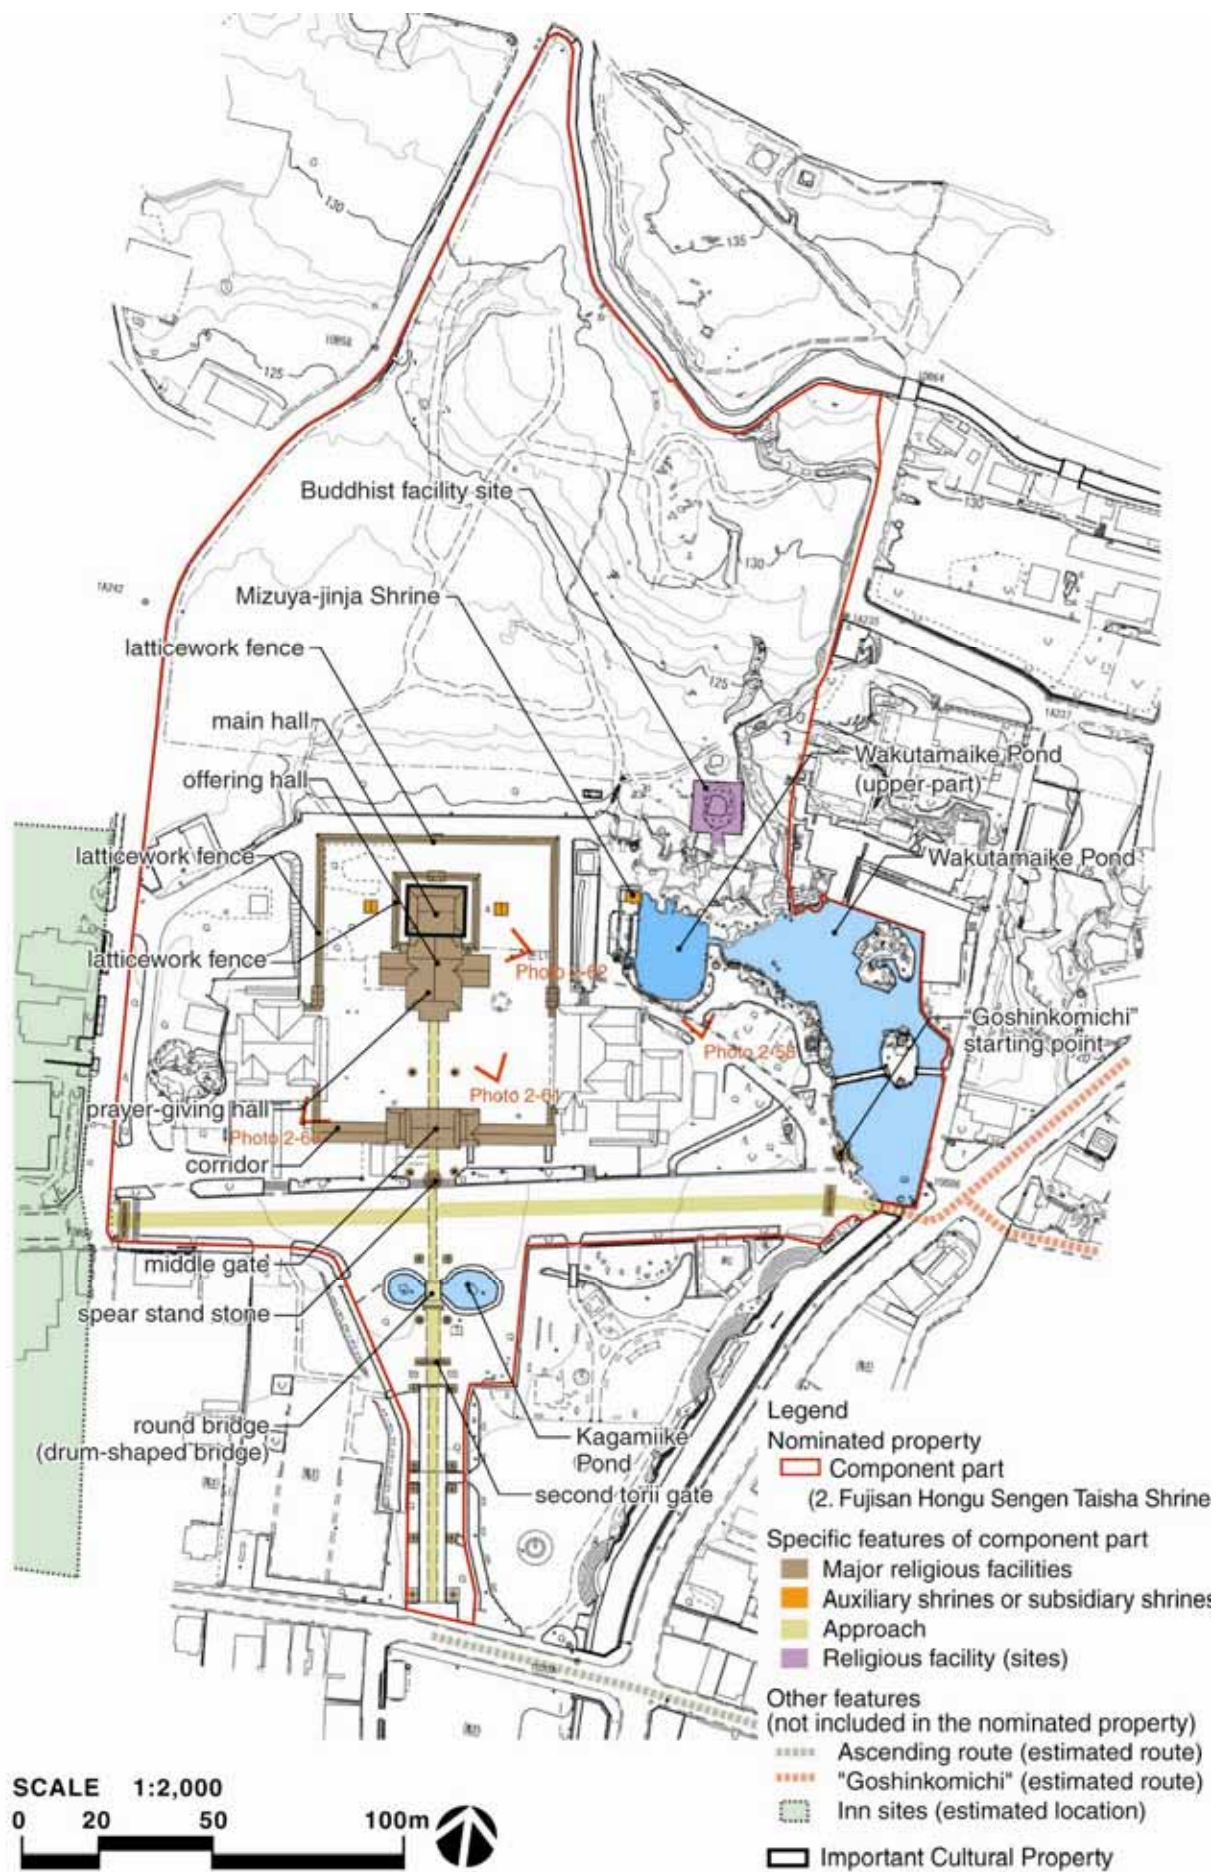 130
135
10B58
125
10B64
130
Buddhist facility site
130
1A242
Mizuya-jinja Shrine
1A235
latticework fence
125
1A237
main hall
Wakutamaike Pond
(upper-part)
offering hall
latticework fence
Wakutamaike Pond
latticework fence
Photo 2-62
"Goshinkomichi"
starting point
Photo 2-58
Photo 2-61
prayer-giving hall
corridor
middle gate
spear stand stone
round bridge
(drum-shaped bridge)
Kagamiike
Pond
second torii gate
Legend
Nominated property
Component part
(2. Fujisan Hongu Sengen Taisha Shrine
Specific features of component part
Major religious facilities
Auxiliary shrines or subsidiary shrines
Approach
Religious facility (sites)
Other features
(not included in the nominated property)
Ascending route (estimated route)
"Goshinkomichi" (estimated route)
Inn sites (estimated location)
Important Cultural Property
SCALE 1:2,000
0 20 50 100m